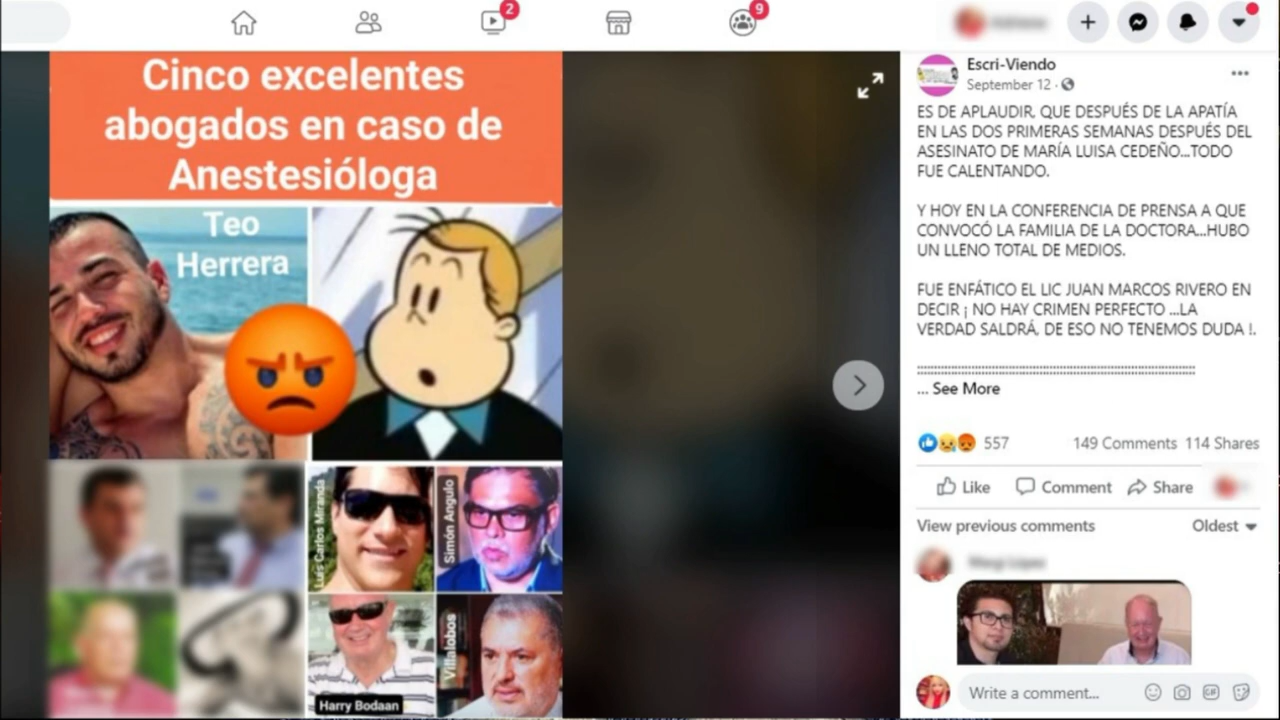 2
9
Cinco excelentes
abogados en caso de
Anestesióloga
Teo
Herrera
Luis Carlos Miranda
Simón Angulo
Harry Bodaan
Villalobos
Escri-Viendo
September 12 ·
ES DE APLAUDIR, QUE DESPUÉS DE LA APATÍA
EN LAS DOS PRIMERAS SEMANAS DESPUÉS DEL
ASESINATO DE MARÍA LUISA CEDEÑO...TODO
FUE CALENTANDO.
Y HOY EN LA CONFERENCIA DE PRENSA A QUE
CONVOCÓ LA FAMILIA DE LA DOCTORA...HUBO
UN LLENO TOTAL DE MEDIOS.
FUE ENFÁTICO EL LIC JUAN MARCOS RIVERO EN
DECIR ¡ NO HAY CRIMEN PERFECTO ...LA
VERDAD SALDRÁ, DE ESO NO TENEMOS DUDA !.
... See More
557
149 Comments 114 Shares
Like Comment Share
View previous comments Oldest
Write a comment...
GIF